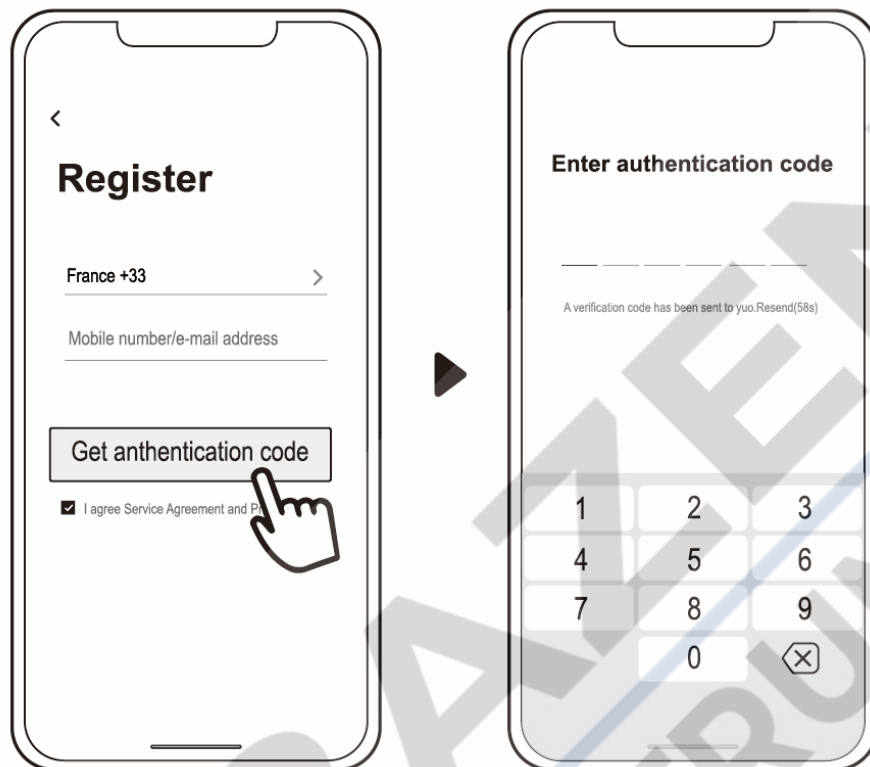 Register
France +33
Mobile number/e-mail address
Get anthentication code
I agree Service Agreement and
Enter authentication code
A verification code has been sent to yuo.Resend(58s)
1 2 3
4 5 6
7 8 9
0